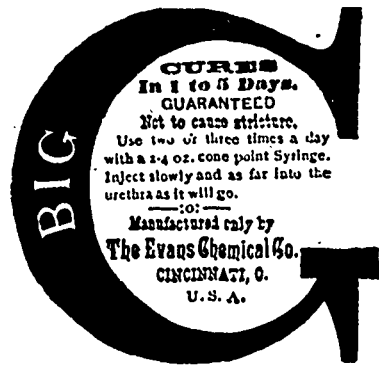 BIG G
CURES
In 1 to 5 Days.
GUARANTEED
Not to cause stricture.
Use two or three times a day
with a 1-4 oz. cone point Syringe.
Inject slowly and as far into the
urethra as it will go.
—:o:—
Manufactured only by
The Evans Chemical Co.
CINCINNATI, O.
U. S. A.